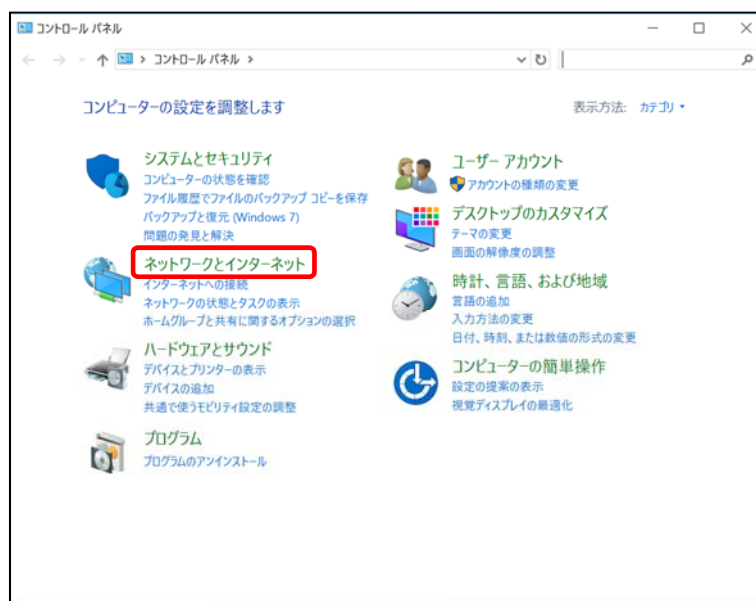 コントロール パネル
コントロール パネル
コンピューターの設定を調整します
表示方法: カテゴリ
システムとセキュリティ
コンピューターの状態を確認
ファイル履歴でファイルのバックアップ コピーを保存
バックアップと復元 (Windows 7)
問題の発見と解決
ネットワークとインターネット
インターネットへの接続
ネットワークの状態とタスクの表示
ホームグループと共有に関するオプションの選択
ハードウェアとサウンド
デバイスとプリンターの表示
デバイスの追加
共通で使うモビリティ設定の調整
プログラム
プログラムのアンインストール
ユーザー アカウント
アカウントの種類の変更
デスクトップのカスタマイズ
テーマの変更
画面の解像度の調整
時計、言語、および地域
言語の追加
入力方法の変更
日付、時刻、または数値の形式の変更
コンピューターの簡単操作
設定の提案の表示
視覚ディスプレイの最適化